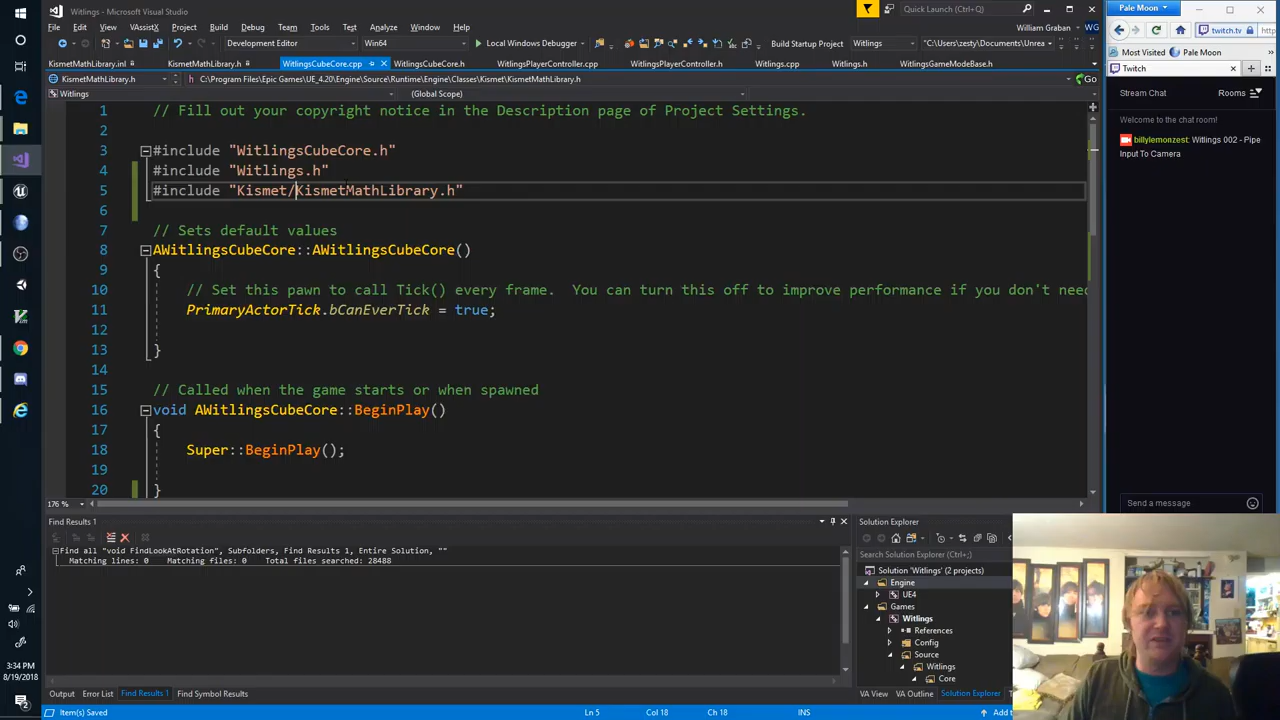 Witlings - Microsoft Visual Studio
Quick Launch (Ctrl+Q)
File Edit View VAssistX Project Build Debug Team Tools Test Analyze Window Help
William Graban
Development Editor Win64 Local Windows Debugger Build Startup Project Witlings "C:\Users\zesty\Documents\Unrea
KismetMathLibrary.inl KismetMathLibrary.h WitlingsCubeCore.cpp WitlingsCubeCore.h WitlingsPlayerController.cpp WitlingsPlayerController.h Witlings.cpp Witlings.h WitlingsGameModeBase.h
KismetMathLibrary.h C:\Program Files\Epic Games\UE_4.20\Engine\Source\Runtime\Engine\Classes\Kismet\KismetMathLibrary.h Go
Witlings (Global Scope)
1 // Fill out your copyright notice in the Description page of Project Settings.
2
3 #include "WitlingsCubeCore.h"
4 #include "Witlings.h"
5 #include "Kismet/KismetMathLibrary.h"
6
7 // Sets default values
8 AWitlingsCubeCore::AWitlingsCubeCore()
9 {
10 // Set this pawn to call Tick() every frame.  You can turn this off to improve performance if you don't need
11 PrimaryActorTick.bCanEverTick = true;
12
13 }
14
15 // Called when the game starts or when spawned
16 void AWitlingsCubeCore::BeginPlay()
17 {
18 Super::BeginPlay();
19
20 }
176 %
Find Results 1
Find all "void FindLookAtRotation", Subfolders, Find Results 1, Entire Solution, ""
Matching lines: 0 Matching files: 0 Total files searched: 28488
Output Error List Find Results 1 Find Symbol Results
Solution Explorer
Search Solution Explorer (Ctrl+;)
Solution 'Witlings' (2 projects)
Engine
UE4
Games
Witlings
References
Config
Source
Witlings
Core
VA View VA Outline Solution Explorer
Item(s) Saved Ln 5 Col 18 Ch 18 INS Add t
3:34 PM
8/19/2018
2
Pale Moon
twitch.tv
Most Visited Pale Moon
Twitch
Stream Chat Rooms
Welcome to the chat room!
billylemonzest: Witlings 002 - Pipe
Input To Camera
Send a message